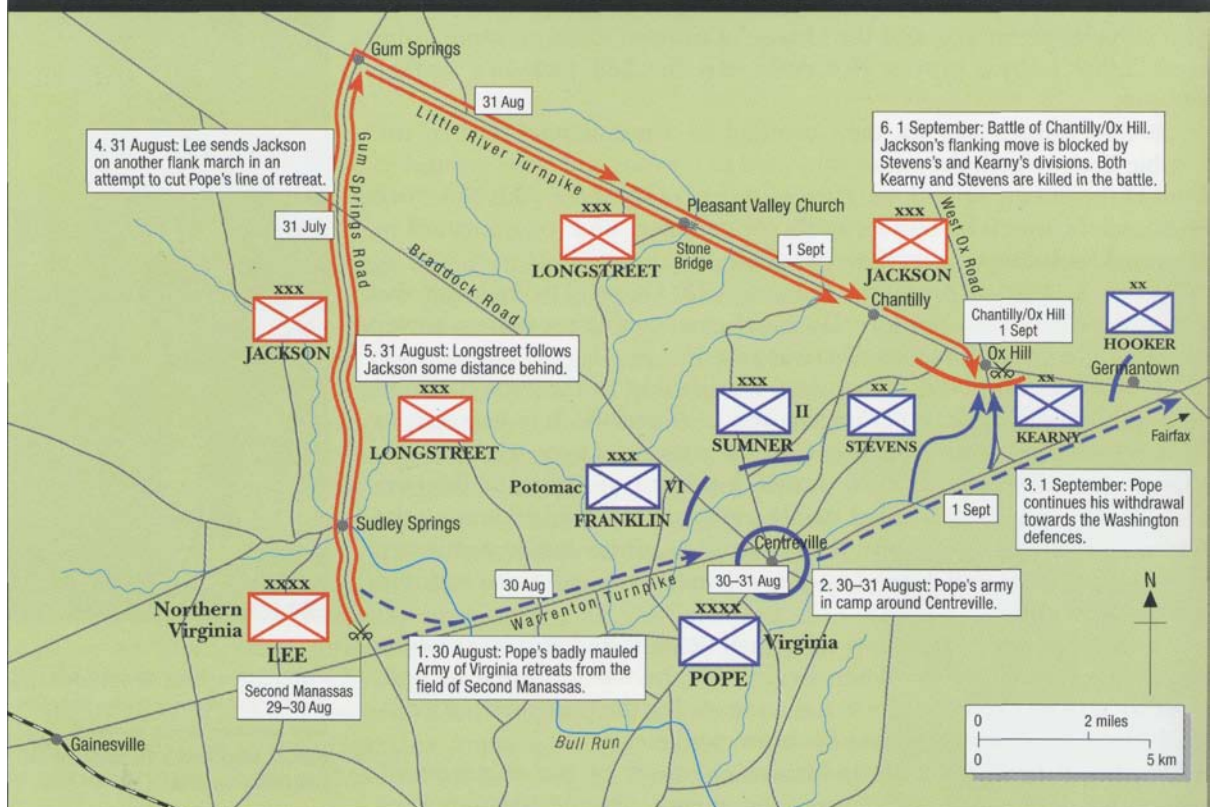 Gum Springs
31 Aug
Little River Turnpike
4. 31 August: Lee sends Jackson
on another flank march in an
attempt to cut Pope's line of retreat.
6. 1 September: Battle of Chantilly/Ox Hill.
Jackson's flanking move is blocked by
Stevens's and Kearny's divisions. Both
Kearny and Stevens are killed in the battle.
31 July
Gum Springs Road
Braddock Road
xxx
LONGSTREET
Pleasant Valley Church
Stone
Bridge
1 Sept
xxx
JACKSON
West Ox Road
Chantilly
Chantilly/Ox Hill
1 Sept
Ox Hill
xx
HOOKER
Germantown
xxx
JACKSON
5. 31 August: Longstreet follows
Jackson some distance behind.
xxx
LONGSTREET
xxx
II
SUMNER
xx
STEVENS
xx
KEARNY
Fairfax
xxx
Potomac
VI
FRANKLIN
3. 1 September: Pope
continues his withdrawal
towards the Washington
defences.
1 Sept
Sudley Springs
Centreville
30–31 Aug
30 Aug
Warrenton Turnpike
2. 30–31 August: Pope's army
in camp around Centreville.
N
xxxx
Northern
Virginia
LEE
1. 30 August: Pope's badly mauled
Army of Virginia retreats from the
field of Second Manassas.
xxxx
Virginia
POPE
Second Manassas
29–30 Aug
Gainesville
Bull Run
0 2 miles
0 5 km